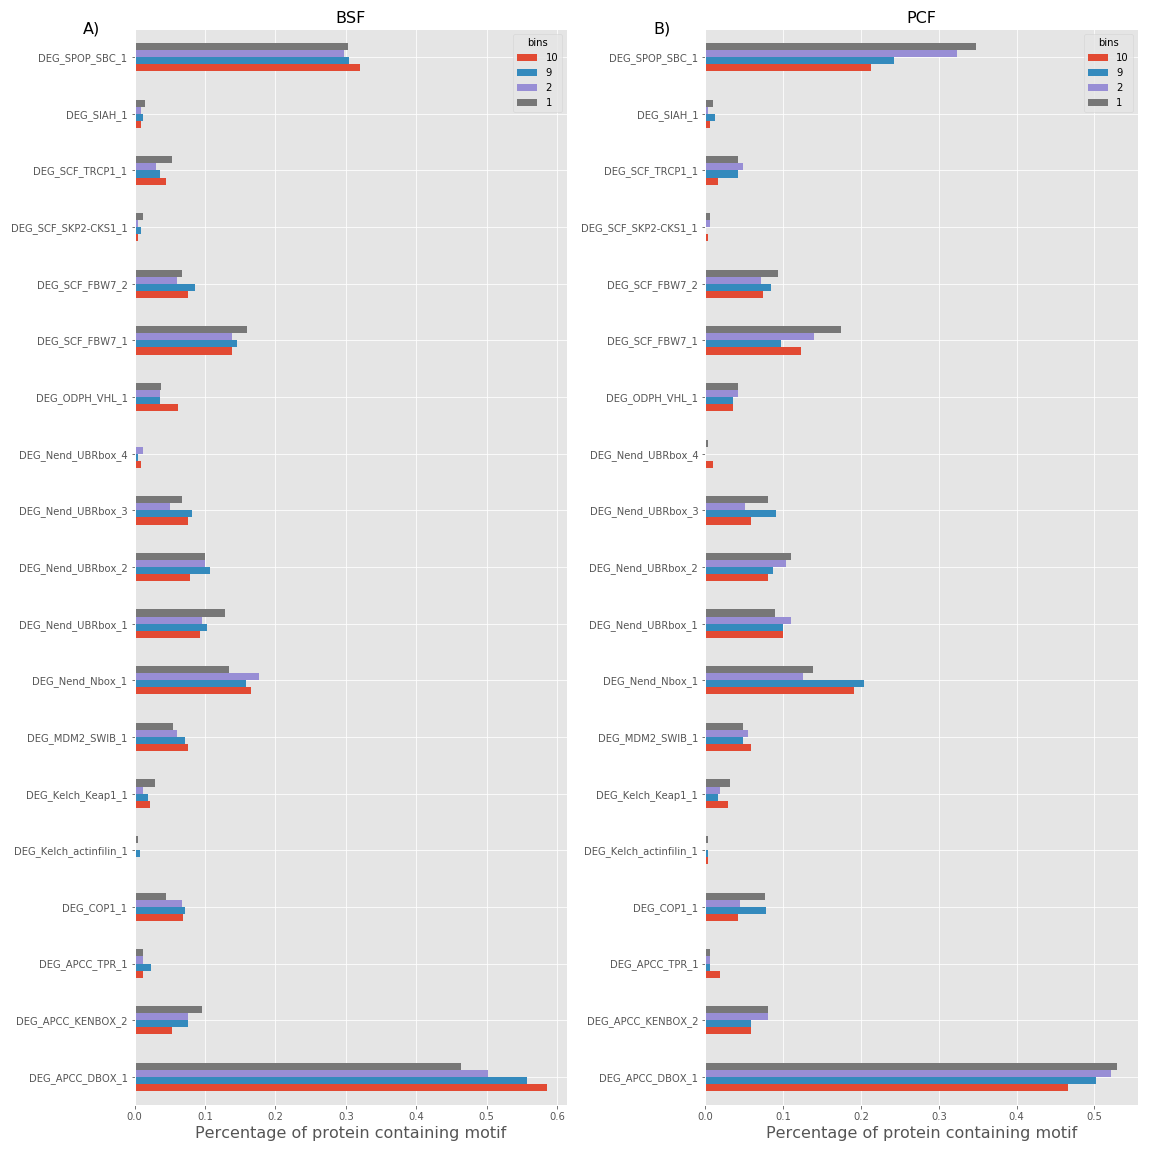 A)
BSF
bins
10
9
2
1
DEG_SPOP_SBC_1
DEG_SIAH_1
DEG_SCF_TRCP1_1
DEG_SCF_SKP2-CKS1_1
DEG_SCF_FBW7_2
DEG_SCF_FBW7_1
DEG_ODPH_VHL_1
DEG_Nend_UBRbox_4
DEG_Nend_UBRbox_3
DEG_Nend_UBRbox_2
DEG_Nend_UBRbox_1
DEG_Nend_Nbox_1
DEG_MDM2_SWIB_1
DEG_Kelch_Keap1_1
DEG_Kelch_actinfilin_1
DEG_COP1_1
DEG_APCC_TPR_1
DEG_APCC_KENBOX_2
DEG_APCC_DBOX_1
0.0 0.1 0.2 0.3 0.4 0.5 0.6
Percentage of protein containing motif
B)
PCF
bins
10
9
2
1
DEG_SPOP_SBC_1
DEG_SIAH_1
DEG_SCF_TRCP1_1
DEG_SCF_SKP2-CKS1_1
DEG_SCF_FBW7_2
DEG_SCF_FBW7_1
DEG_ODPH_VHL_1
DEG_Nend_UBRbox_4
DEG_Nend_UBRbox_3
DEG_Nend_UBRbox_2
DEG_Nend_UBRbox_1
DEG_Nend_Nbox_1
DEG_MDM2_SWIB_1
DEG_Kelch_Keap1_1
DEG_Kelch_actinfilin_1
DEG_COP1_1
DEG_APCC_TPR_1
DEG_APCC_KENBOX_2
DEG_APCC_DBOX_1
0.0 0.1 0.2 0.3 0.4 0.5
Percentage of protein containing motif